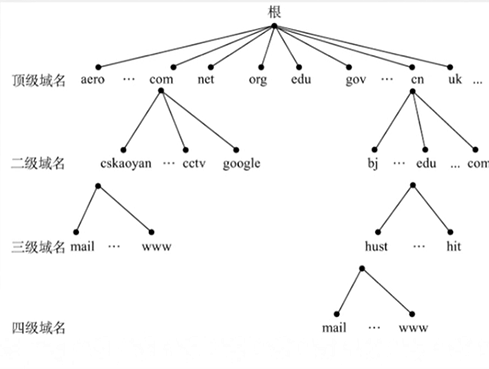 根
顶级域名 aero … com net org edu gov … cn uk ...
二级域名 cskaoyan … cctv google bj … edu ... com
三级域名 mail … www hust … hit
四级域名 mail … www